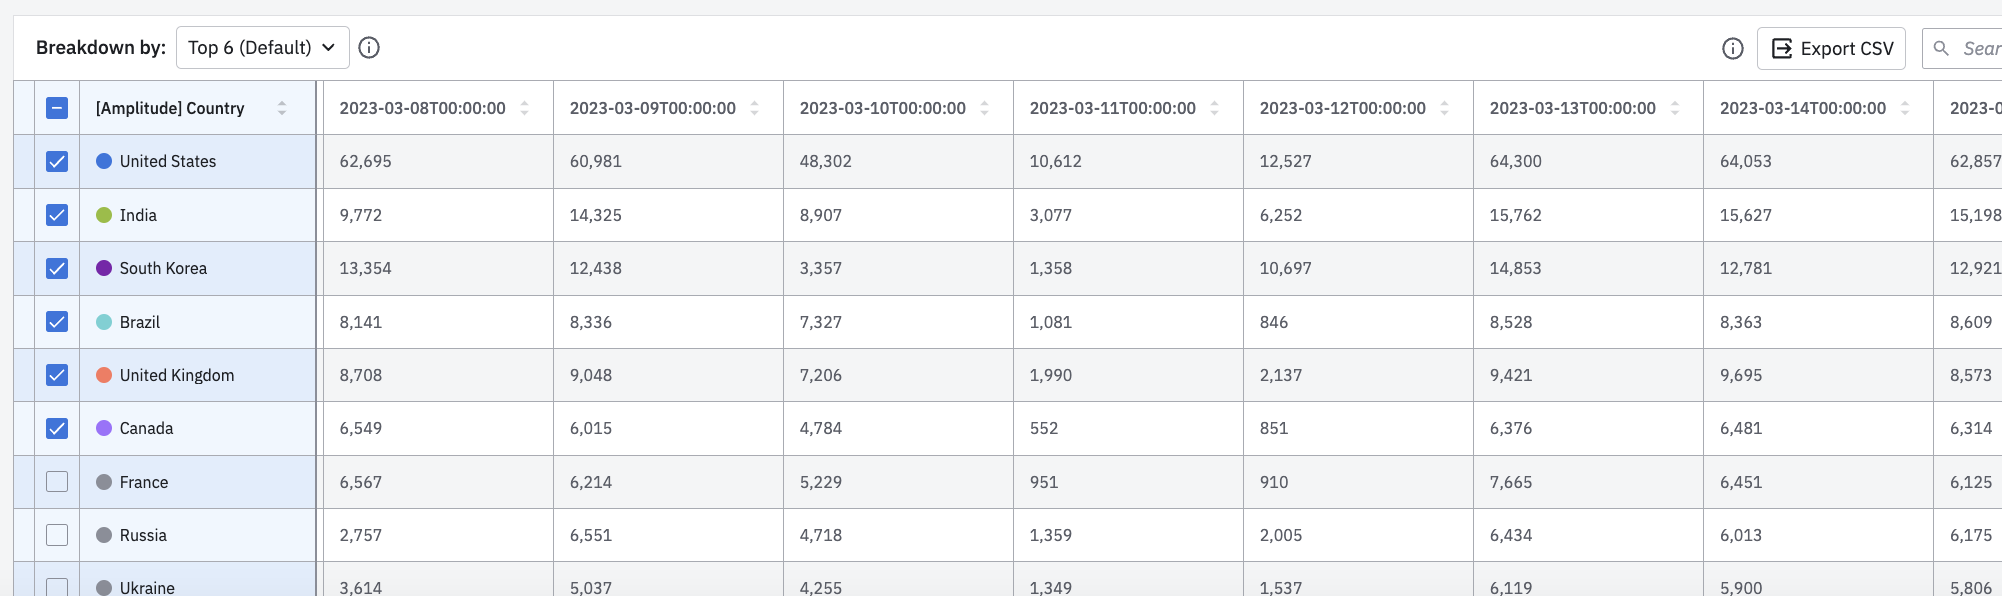 Breakdown by: Top 6 (Default) Export CSV Sear
[Amplitude] Country 2023-03-08T00:00:00 2023-03-09T00:00:00 2023-03-10T00:00:00 2023-03-11T00:00:00 2023-03-12T00:00:00 2023-03-13T00:00:00 2023-03-14T00:00:00 2023-0
United States 62,695 60,981 48,302 10,612 12,527 64,300 64,053 62,857
India 9,772 14,325 8,907 3,077 6,252 15,762 15,627 15,198
South Korea 13,354 12,438 3,357 1,358 10,697 14,853 12,781 12,921
Brazil 8,141 8,336 7,327 1,081 846 8,528 8,363 8,609
United Kingdom 8,708 9,048 7,206 1,990 2,137 9,421 9,695 8,573
Canada 6,549 6,015 4,784 552 851 6,376 6,481 6,314
France 6,567 6,214 5,229 951 910 7,665 6,451 6,125
Russia 2,757 6,551 4,718 1,359 2,005 6,434 6,013 6,175
Ukraine 3,614 5,037 4,255 1,349 1,537 6,119 5,900 5,806